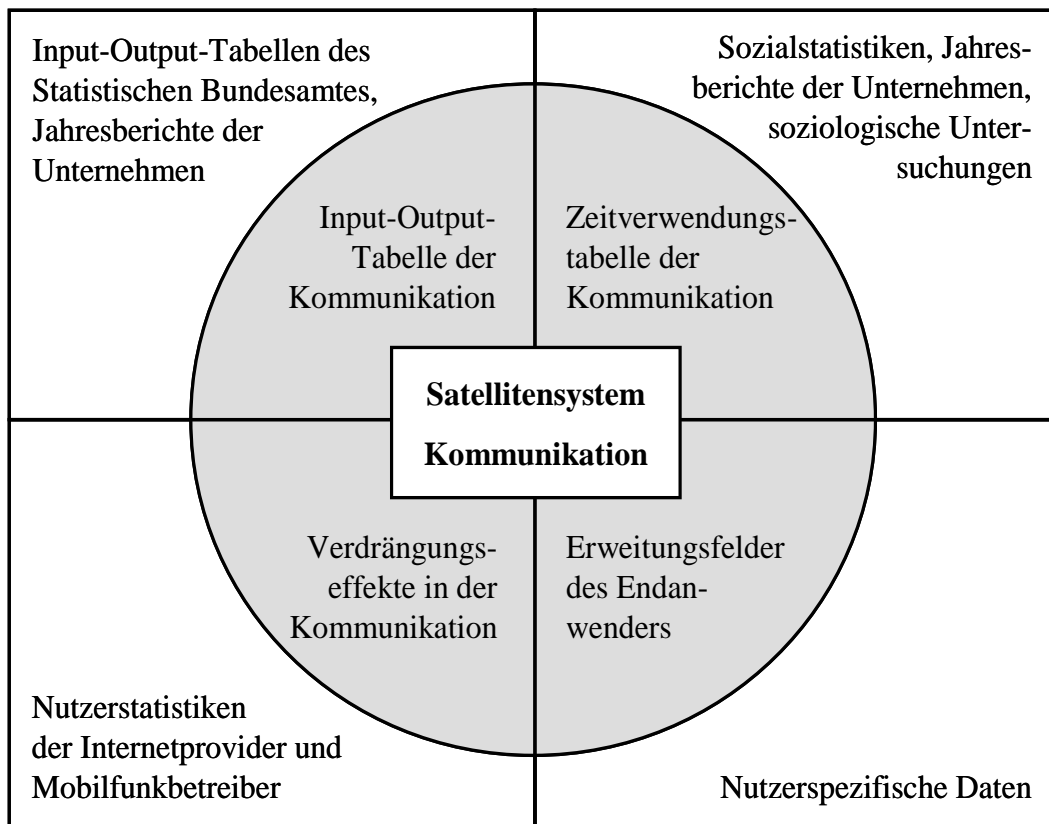 Input-Output-Tabellen des
Statistischen Bundesamtes,
Jahresberichte der
Unternehmen
Sozialstatistiken, Jahres-
berichte der Unternehmen,
soziologische Unter-
suchungen
Input-Output-
Tabelle der
Kommunikation
Zeitverwendungs-
tabelle der
Kommunikation
Satellitensystem
Kommunikation
Verdrängungs-
effekte in der
Kommunikation
Erweitungsfelder
des Endan-
wenders
Nutzerstatistiken
der Internetprovider und
Mobilfunkbetreiber
Nutzerspezifische Daten